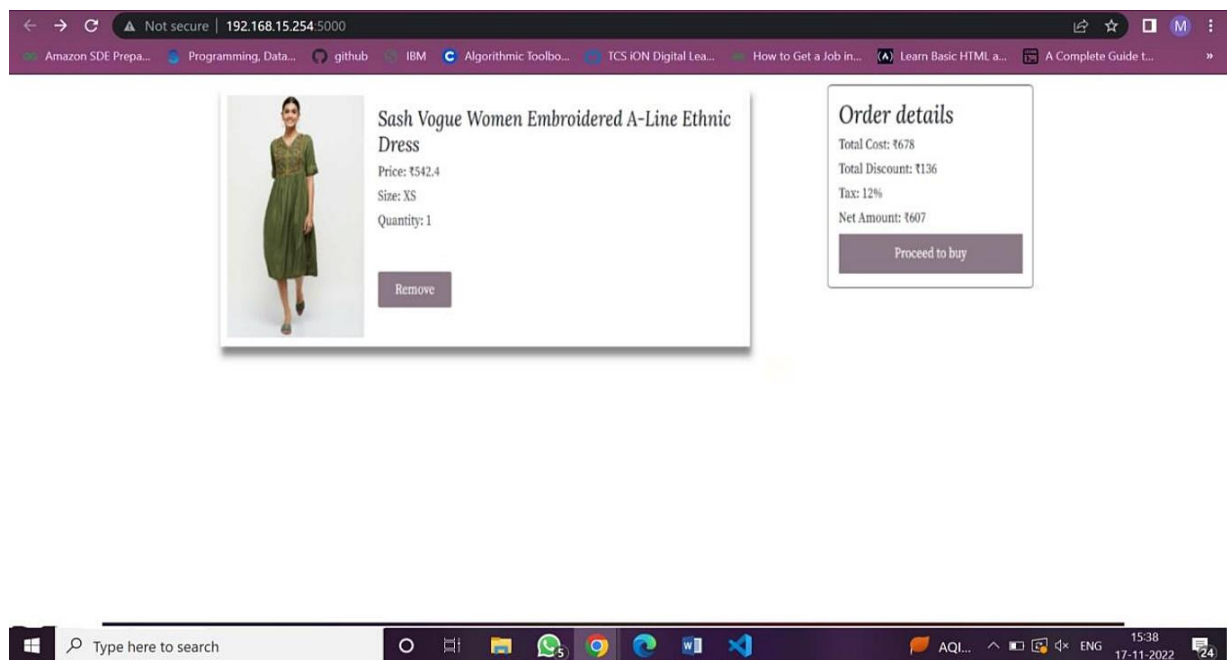 Not secure | 192.168.15.254:5000
M
Amazon SDE Prepa... Programming, Data... github IBM Algorithmic Toolbo... TCS iON Digital Lea... How to Get a Job in... Learn Basic HTML a... A Complete Guide t... »
Sash Vogue Women Embroidered A-Line Ethnic
Dress
Price: ₹542.4
Size: XS
Quantity: 1
Remove
Order details
Total Cost: ₹678
Total Discount: ₹136
Tax: 12%
Net Amount: ₹607
Proceed to buy
Type here to search
5
AQI... ENG
15:38
17-11-2022
24